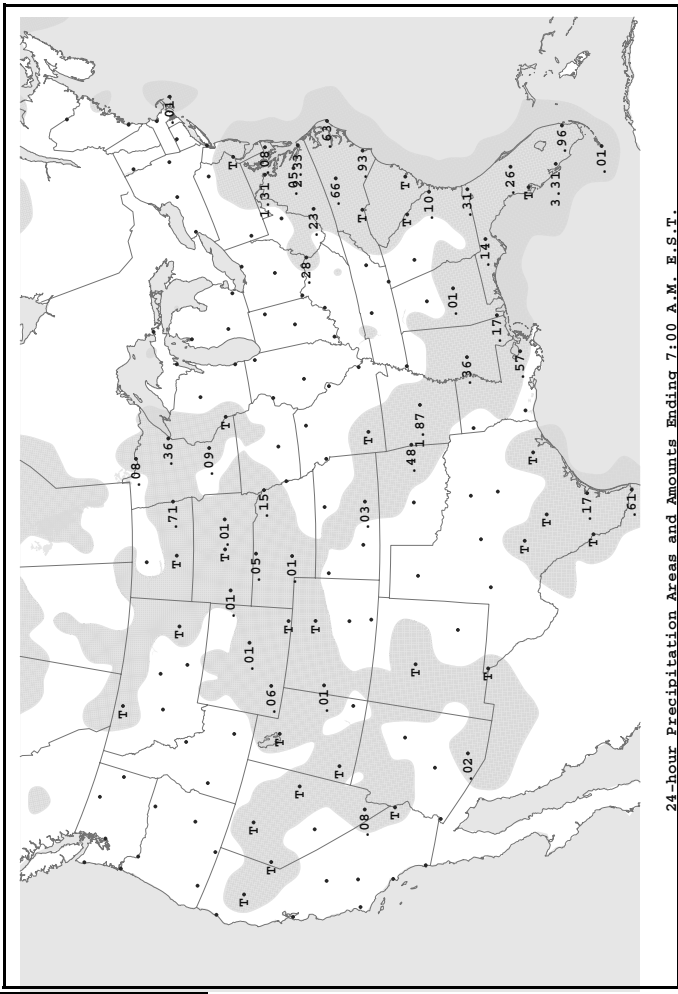 T
.08
.36
.01
.71
T
T
.09
T
.01
T
.01
T
T
.01
T
.05
.15
1.31
.08
.06
T
T
T
.01
.05
2.33
T
.28
.23
T
.01
.63
.66
T
.93
T
.08
.03
T
T
T
T
.48
T
1.87
.10
.01
.31
.36
.02
.14
T
.17
.26
.57
T
T
T
T
3.31
.96
.17
T
.01
.61
24-hour Precipitation Areas and Amounts Ending 7:00 A.M. E.S.T.